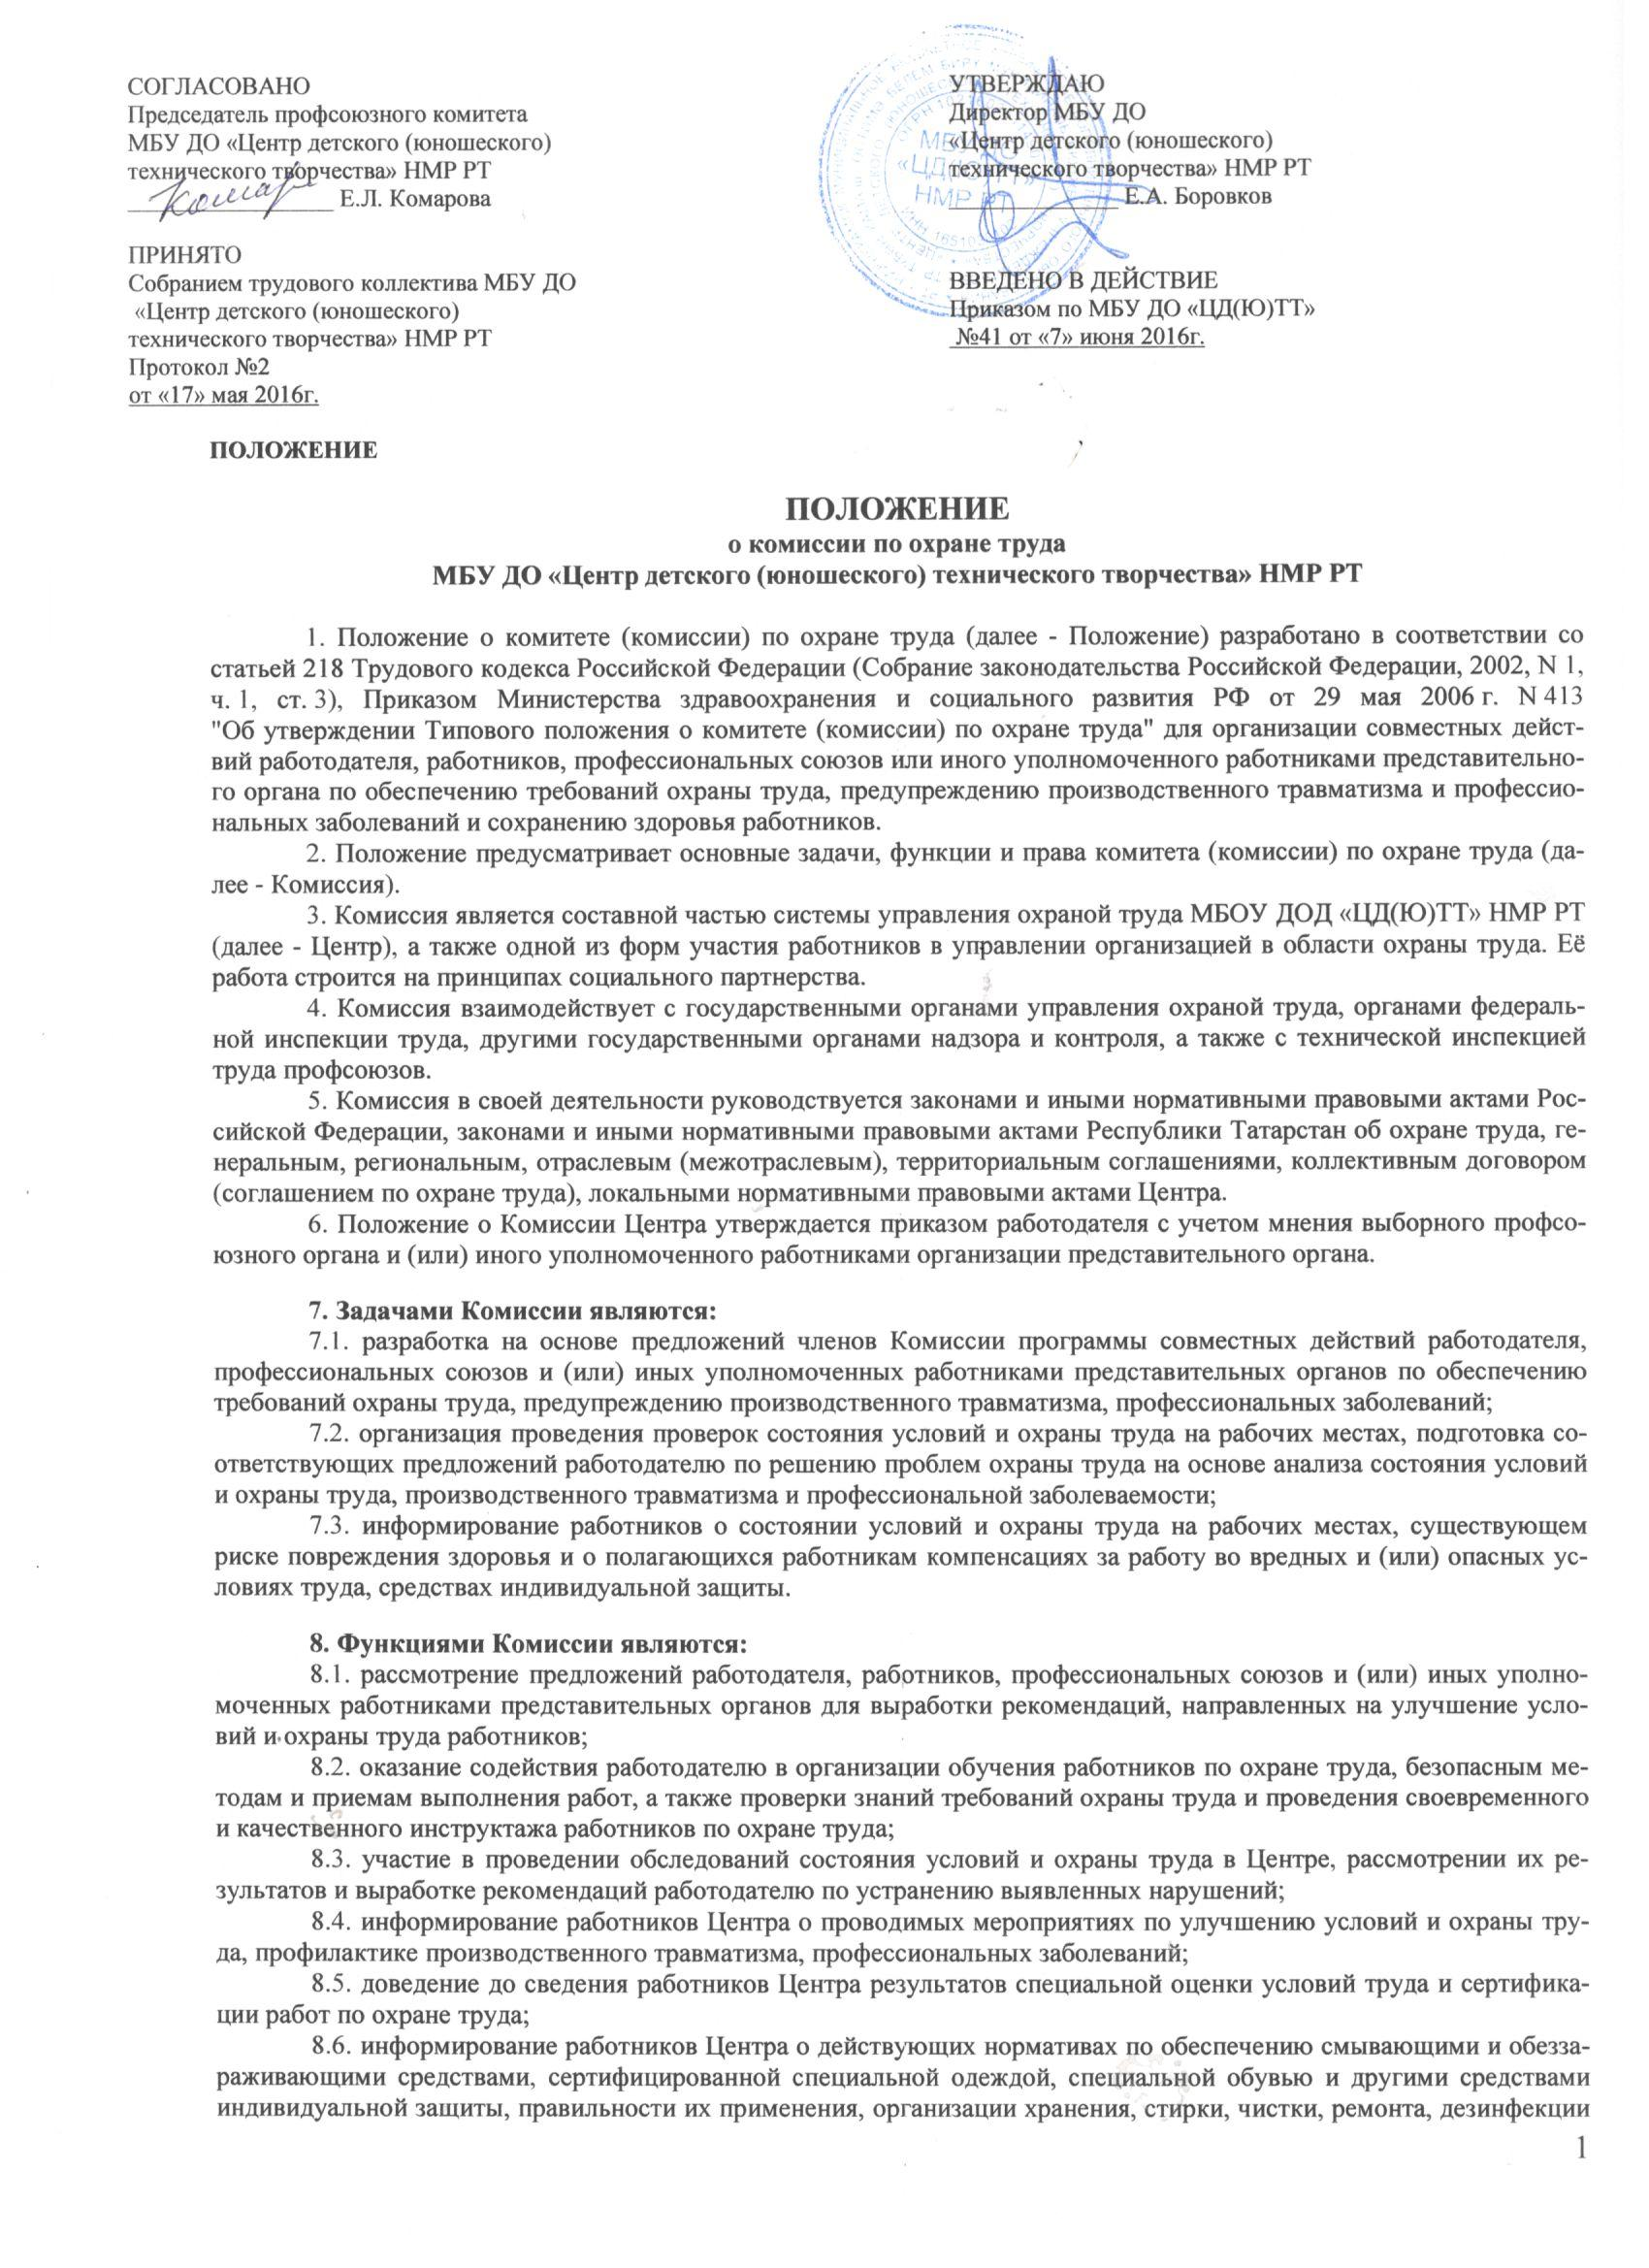 СОГЛАСОВАНО
Председатель профсоюзного комитета
МБУ ДО «Центр детского (юношеского)
технического творчества» НМР РТ
Комар Е.Л. Комарова
УТВЕРЖДАЮ
Директор МБУ ДО
«Центр детского (юношеского)
технического творчества» НМР РТ
Е.А. Боровков
МБУ ДО
«ЦД(Ю)ТТ»
НМР РТ
ПРИНЯТО
Собранием трудового коллектива МБУ ДО
«Центр детского (юношеского)
технического творчества» НМР РТ
Протокол №2
от «17» мая 2016г.
ВВЕДЕНО В ДЕЙСТВИЕ
Приказом по МБУ ДО «ЦД(Ю)ТТ»
№41 от «7» июня 2016г.
ПОЛОЖЕНИЕ
ПОЛОЖЕНИЕ
о комиссии по охране труда
МБУ ДО «Центр детского (юношеского) технического творчества» НМР РТ
1. Положение о комитете (комиссии) по охране труда (далее - Положение) разработано в соответствии со
статьей 218 Трудового кодекса Российской Федерации (Собрание законодательства Российской Федерации, 2002, N 1,
ч. 1, ст. 3), Приказом Министерства здравоохранения и социального развития РФ от 29 мая 2006 г. N 413
"Об утверждении Типового положения о комитете (комиссии) по охране труда" для организации совместных дейст-
вий работодателя, работников, профессиональных союзов или иного уполномоченного работниками представительно-
го органа по обеспечению требований охраны труда, предупреждению производственного травматизма и профессио-
нальных заболеваний и сохранению здоровья работников.
2. Положение предусматривает основные задачи, функции и права комитета (комиссии) по охране труда (да-
лее - Комиссия).
3. Комиссия является составной частью системы управления охраной труда МБОУ ДОД «ЦД(Ю)ТТ» НМР РТ
(далее - Центр), а также одной из форм участия работников в управлении организацией в области охраны труда. Её
работа строится на принципах социального партнерства.
4. Комиссия взаимодействует с государственными органами управления охраной труда, органами федераль-
ной инспекции труда, другими государственными органами надзора и контроля, а также с технической инспекцией
труда профсоюзов.
5. Комиссия в своей деятельности руководствуется законами и иными нормативными правовыми актами Рос-
сийской Федерации, законами и иными нормативными правовыми актами Республики Татарстан об охране труда, ге-
неральным, региональным, отраслевым (межотраслевым), территориальным соглашениями, коллективным договором
(соглашением по охране труда), локальными нормативными правовыми актами Центра.
6. Положение о Комиссии Центра утверждается приказом работодателя с учетом мнения выборного профсо-
юзного органа и (или) иного уполномоченного работниками организации представительного органа.
7. Задачами Комиссии являются:
7.1. разработка на основе предложений членов Комиссии программы совместных действий работодателя,
профессиональных союзов и (или) иных уполномоченных работниками представительных органов по обеспечению
требований охраны труда, предупреждению производственного травматизма, профессиональных заболеваний;
7.2. организация проведения проверок состояния условий и охраны труда на рабочих местах, подготовка со-
ответствующих предложений работодателю по решению проблем охраны труда на основе анализа состояния условий
и охраны труда, производственного травматизма и профессиональной заболеваемости;
7.3. информирование работников о состоянии условий и охраны труда на рабочих местах, существующем
риске повреждения здоровья и о полагающихся работникам компенсациях за работу во вредных и (или) опасных ус-
ловиях труда, средствах индивидуальной защиты.
8. Функциями Комиссии являются:
8.1. рассмотрение предложений работодателя, работников, профессиональных союзов и (или) иных уполно-
моченных работниками представительных органов для выработки рекомендаций, направленных на улучшение усло-
вий и охраны труда работников;
8.2. оказание содействия работодателю в организации обучения работников по охране труда, безопасным ме-
тодам и приемам выполнения работ, а также проверки знаний требований охраны труда и проведения своевременного
и качественного инструктажа работников по охране труда;
8.3. участие в проведении обследований состояния условий и охраны труда в Центре, рассмотрении их ре-
зультатов и выработке рекомендаций работодателю по устранению выявленных нарушений;
8.4. информирование работников Центра о проводимых мероприятиях по улучшению условий и охраны тру-
да, профилактике производственного травматизма, профессиональных заболеваний;
8.5. доведение до сведения работников Центра результатов специальной оценки условий труда и сертифика-
ции работ по охране труда;
8.6. информирование работников Центра о действующих нормативах по обеспечению смывающими и обезза-
раживающими средствами, сертифицированной специальной одеждой, специальной обувью и другими средствами
индивидуальной защиты, правильности их применения, организации хранения, стирки, чистки, ремонта, дезинфекции
1